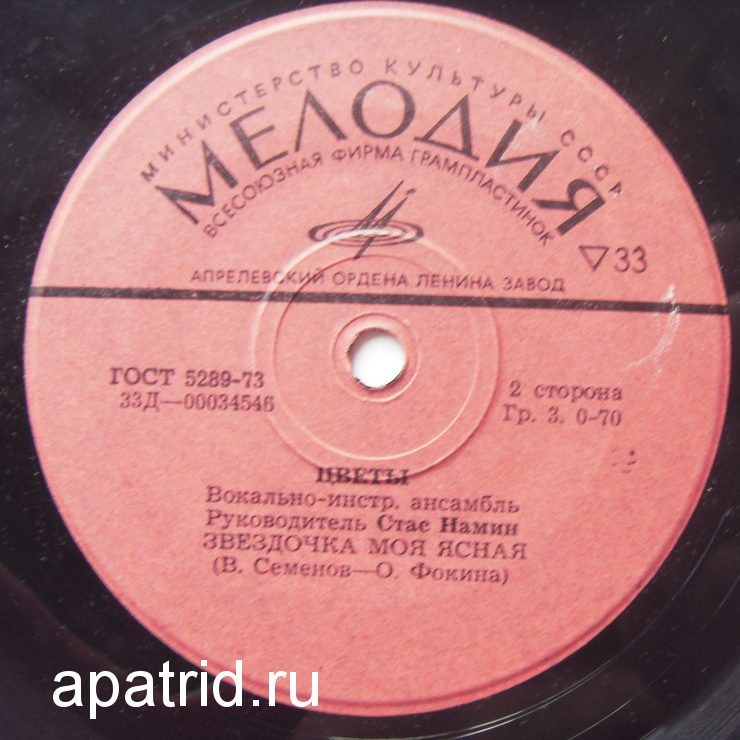 МИНИСТЕРСТВО КУЛЬТУРЫ СССР
МЕЛОДИЯ
ВСЕСОЮЗНАЯ ФИРМА ГРАМПЛАСТИНОК
▽33
АПРЕЛЕВСКИЙ ОРДЕНА ЛЕНИНА ЗАВОД
ГОСТ 5289-73
33Д—00034546
2 сторона
Гр. 3. 0-70
ЦВЕТЫ
Вокально-инстр. ансамбль
Руководитель Стас Намин
ЗВЕЗДОЧКА МОЯ ЯСНАЯ
(В. Семенов—О. Фокина)
apatrid.ru